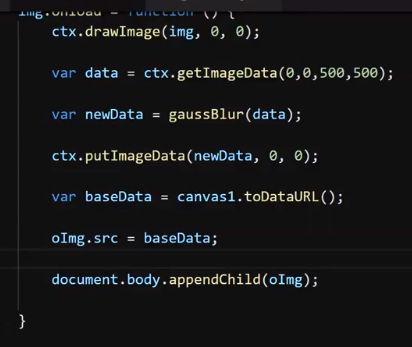 img.onload = function () {
ctx.drawImage(img, 0, 0);
var data = ctx.getImageData(0,0,500,500);
var newData = gaussBlur(data);
ctx.putImageData(newData, 0, 0);
var baseData = canvas1.toDataURL();
oImg.src = baseData;
document.body.appendChild(oImg);
}